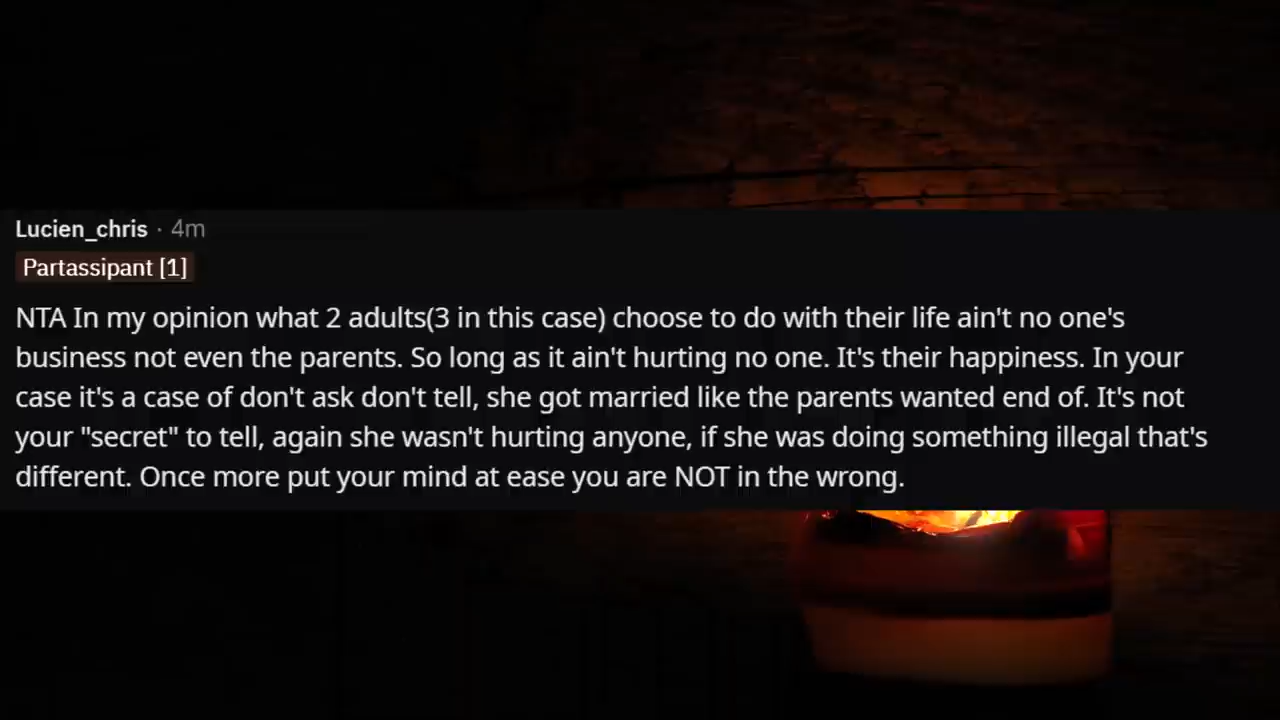 Lucien_chris · 4m
Partassipant [1]
NTA In my opinion what 2 adults(3 in this case) choose to do with their life ain't no one's
business not even the parents. So long as it ain't hurting no one. It's their happiness. In your
case it's a case of don't ask don't tell, she got married like the parents wanted end of. It's not
your "secret" to tell, again she wasn't hurting anyone, if she was doing something illegal that's
different. Once more put your mind at ease you are NOT in the wrong.